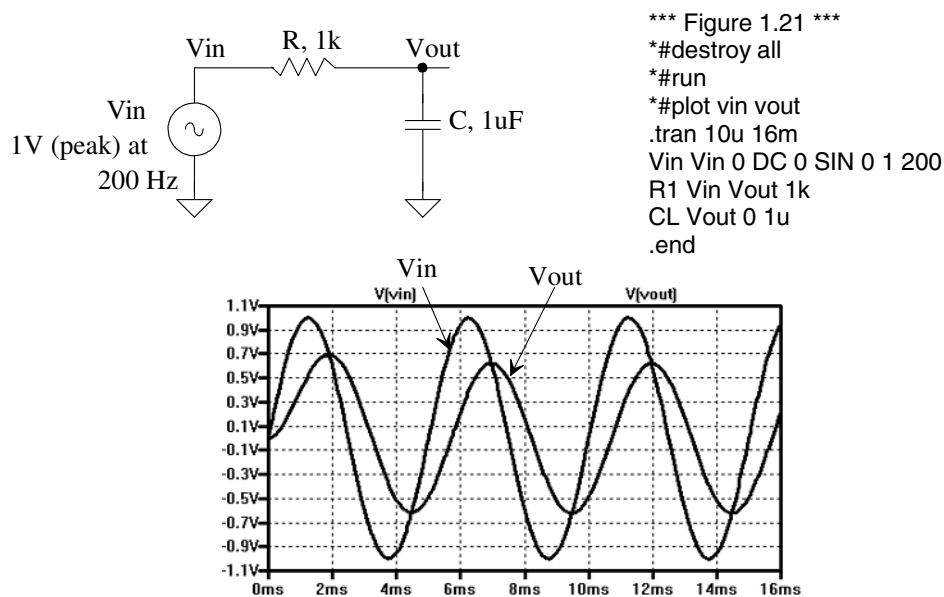 R, 1k
Vin
Vout
Vin
1V (peak) at
200 Hz
C, 1uF
*** Figure 1.21 ***
*#destroy all
*#run
*#plot vin vout
.tran 10u 16m
Vin Vin 0 DC 0 SIN 0 1 200
R1 Vin Vout 1k
CL Vout 0 1u
.end
Vin
Vout
V(vin)
V(vout)
1.1V
0.9V
0.7V
0.5V
0.3V
0.1V
-0.1V
-0.3V
-0.5V
-0.7V
-0.9V
-1.1V
0ms 2ms 4ms 6ms 8ms 10ms 12ms 14ms 16ms